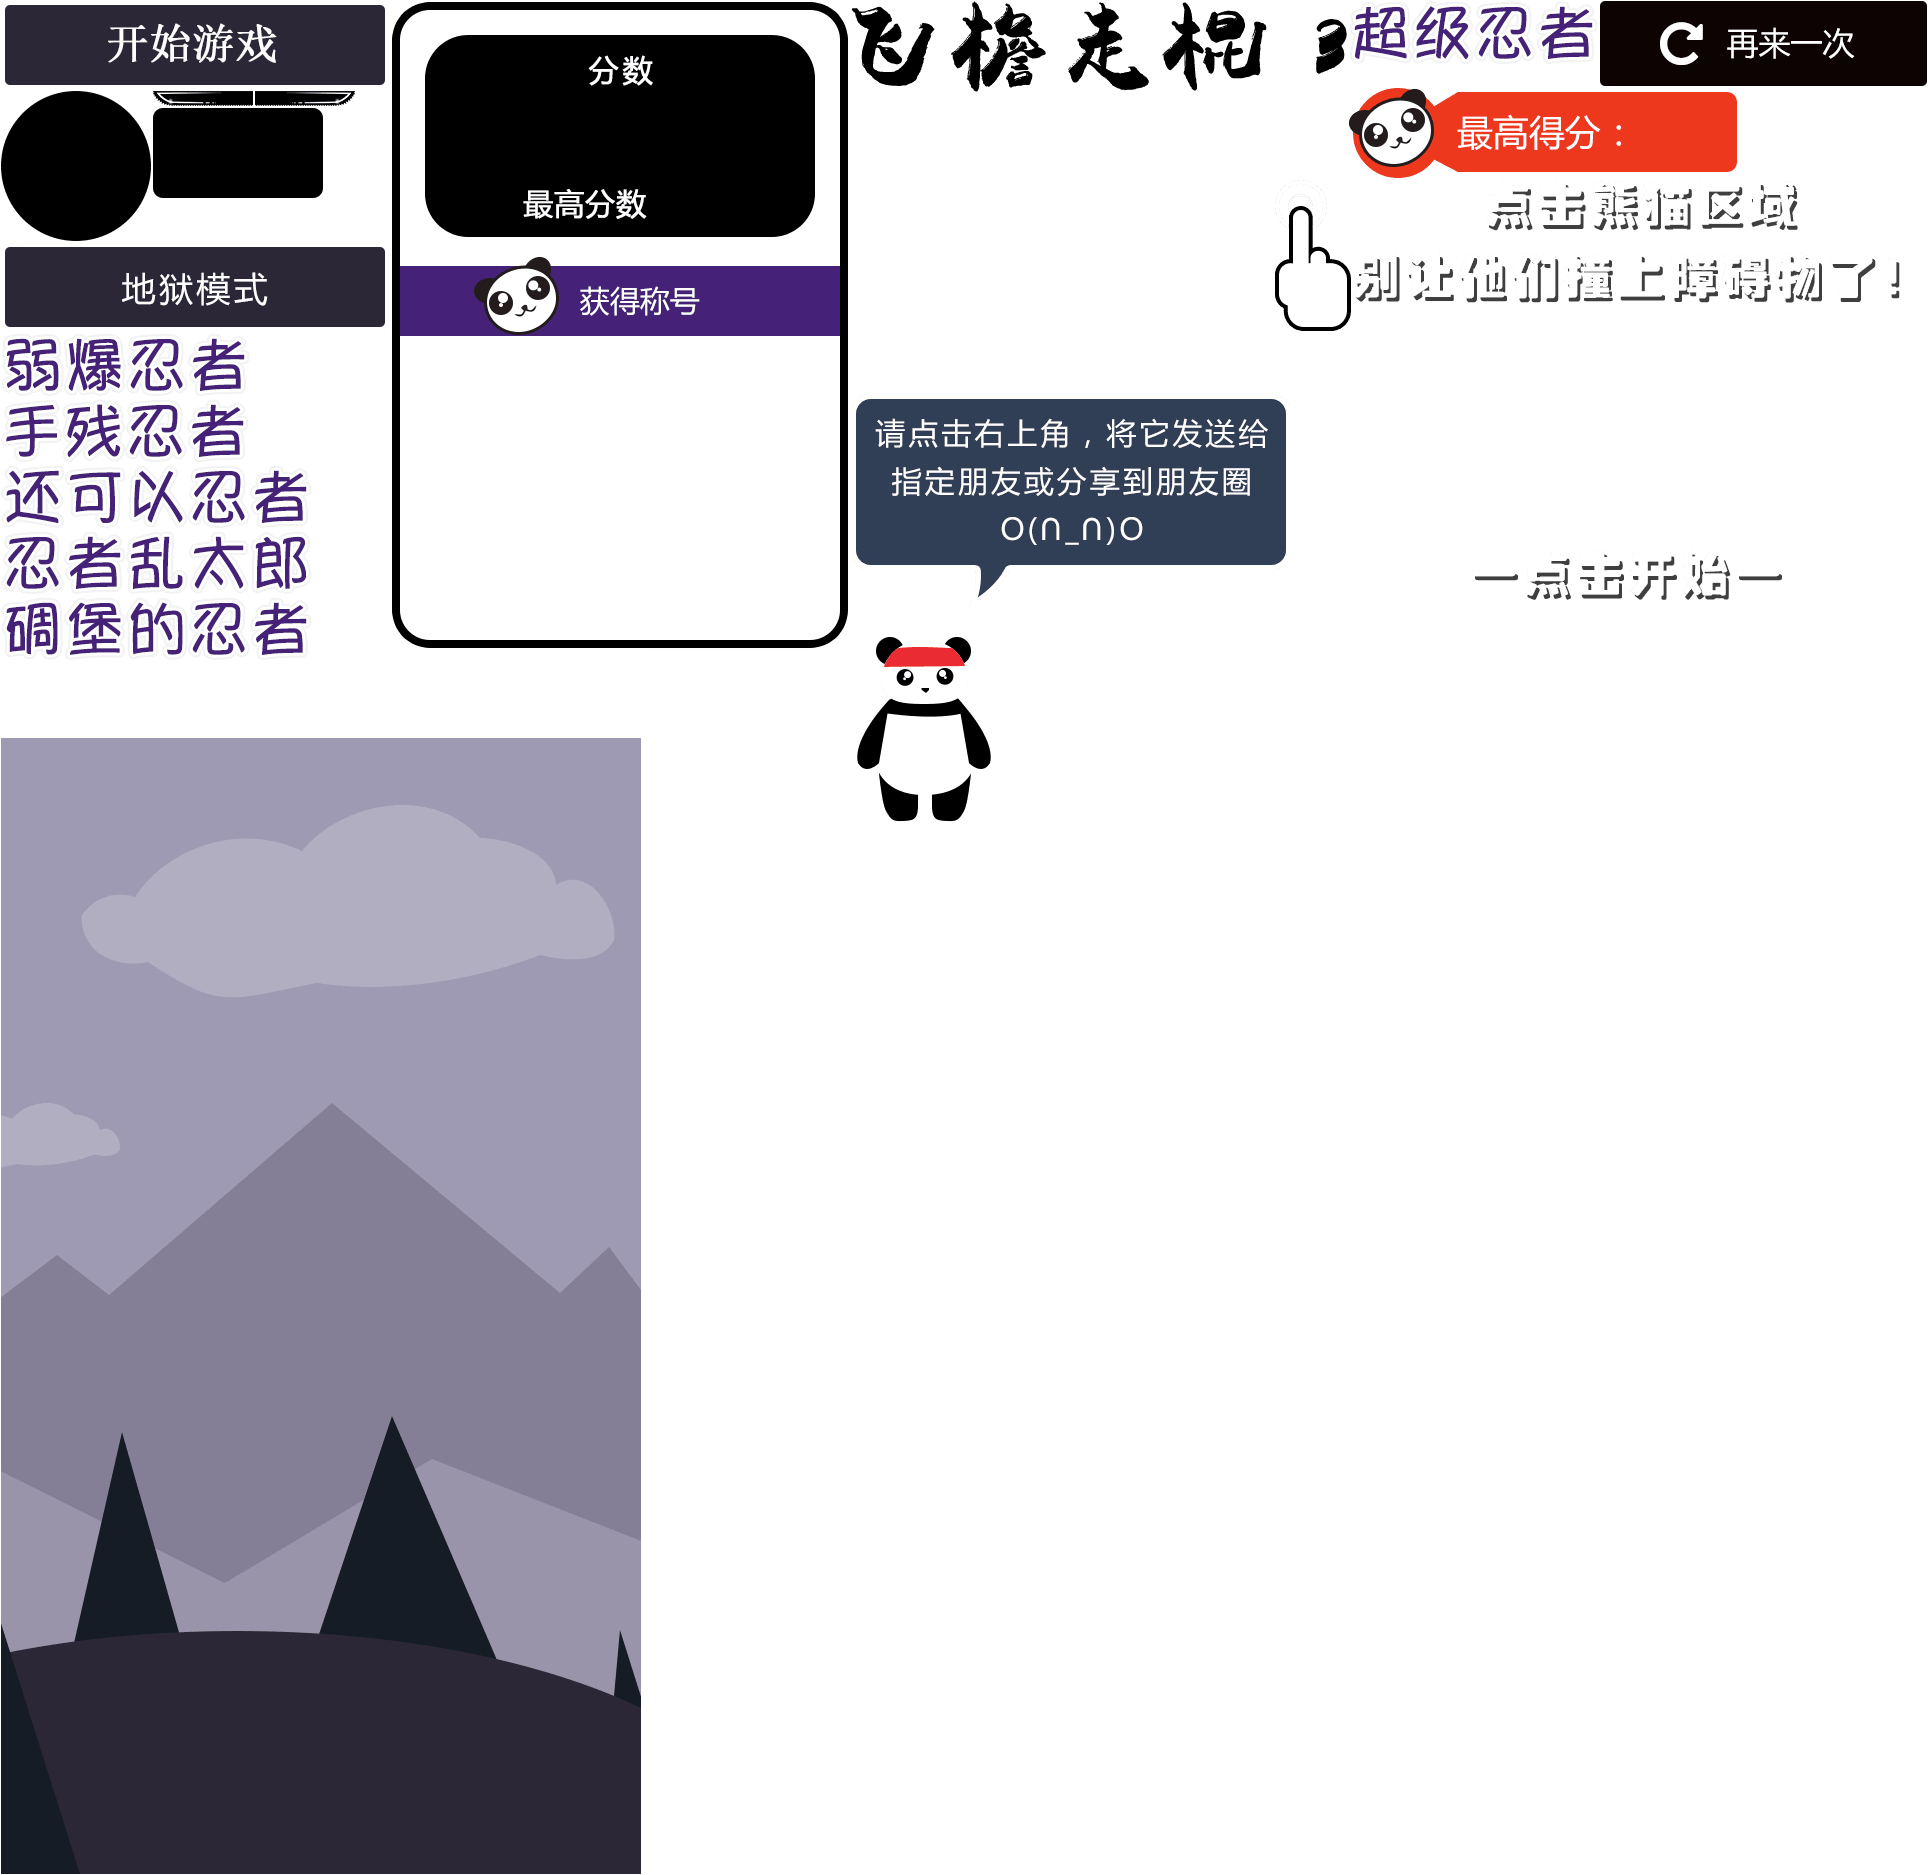 开始游戏
地狱模式
弱爆忍者
手残忍者
还可以忍者
忍者乱太郎
碉堡的忍者
分数
最高分数
获得称号
飞檐走棍 3
超级忍者
再来一次
最高得分：
点击熊猫区域
别让他们撞上障碍物了！
请点击右上角，将它发送给
指定朋友或分享到朋友圈
O(∩_∩)O
—点击开始—